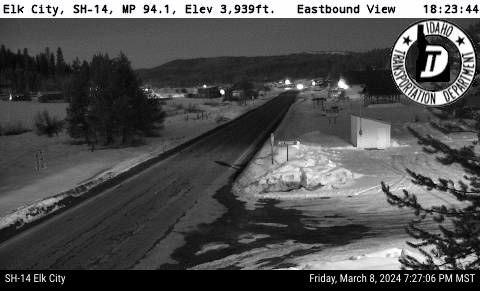 Elk City, SH-14, MP 94.1, Elev 3,939ft. Eastbound View 18:23:44
IDAHO
TRANSPORTATION DEPARTMENT
SH-14 Elk City Friday, March 8, 2024 7:27:06 PM MST